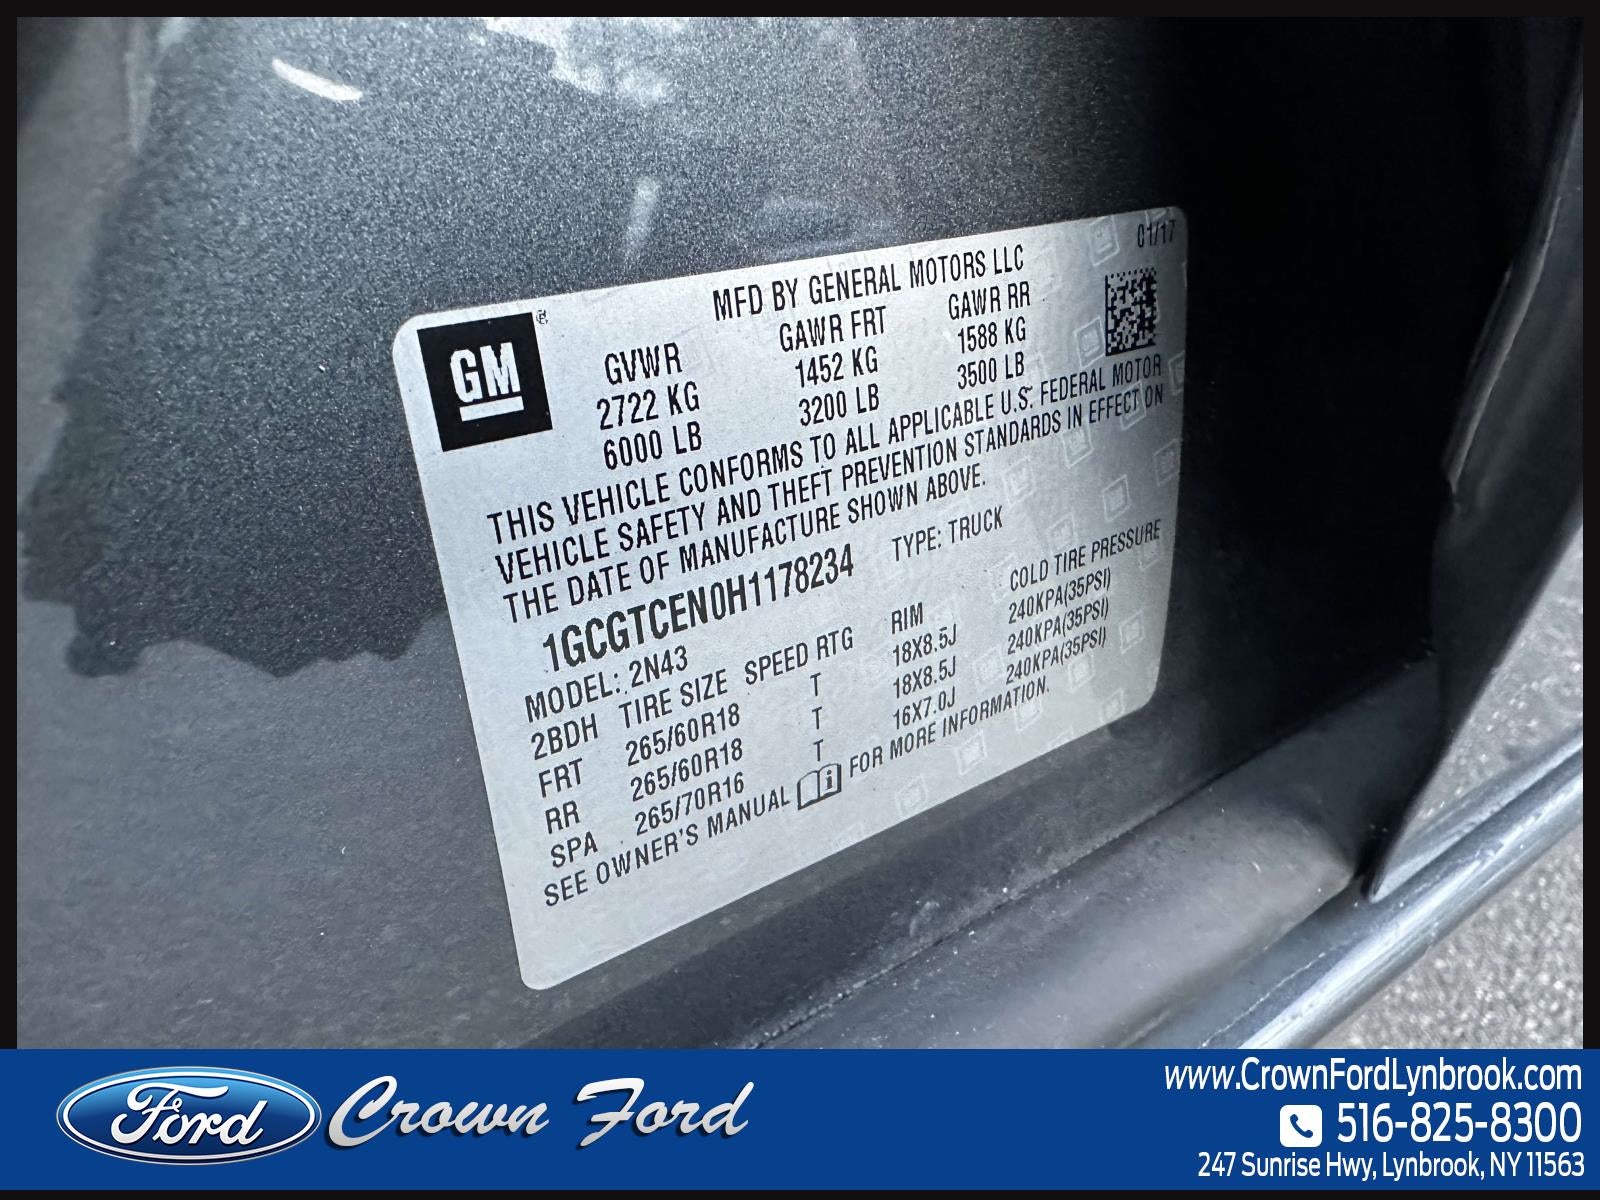 01/17
MFD BY GENERAL MOTORS LLC
GM
GVWR GAWR FRT GAWR RR
2722 KG 1452 KG 1588 KG
6000 LB 3200 LB 3500 LB
THIS VEHICLE CONFORMS TO ALL APPLICABLE U.S. FEDERAL MOTOR
VEHICLE SAFETY AND THEFT PREVENTION STANDARDS IN EFFECT ON
THE DATE OF MANUFACTURE SHOWN ABOVE.
1GCGTCEN0H1178234 TYPE: TRUCK
MODEL: 2N43
2BDH TIRE SIZE SPEED RTG RIM COLD TIRE PRESSURE
FRT 265/60R18 T 18X8.5J 240KPA(35PSI)
RR 265/60R18 T 18X8.5J 240KPA(35PSI)
SPA 265/70R16 T 16X7.0J 240KPA(35PSI)
SEE OWNER'S MANUAL FOR MORE INFORMATION.
Ford Crown Ford
www.CrownFordLynbrook.com
516-825-8300
247 Sunrise Hwy, Lynbrook, NY 11563